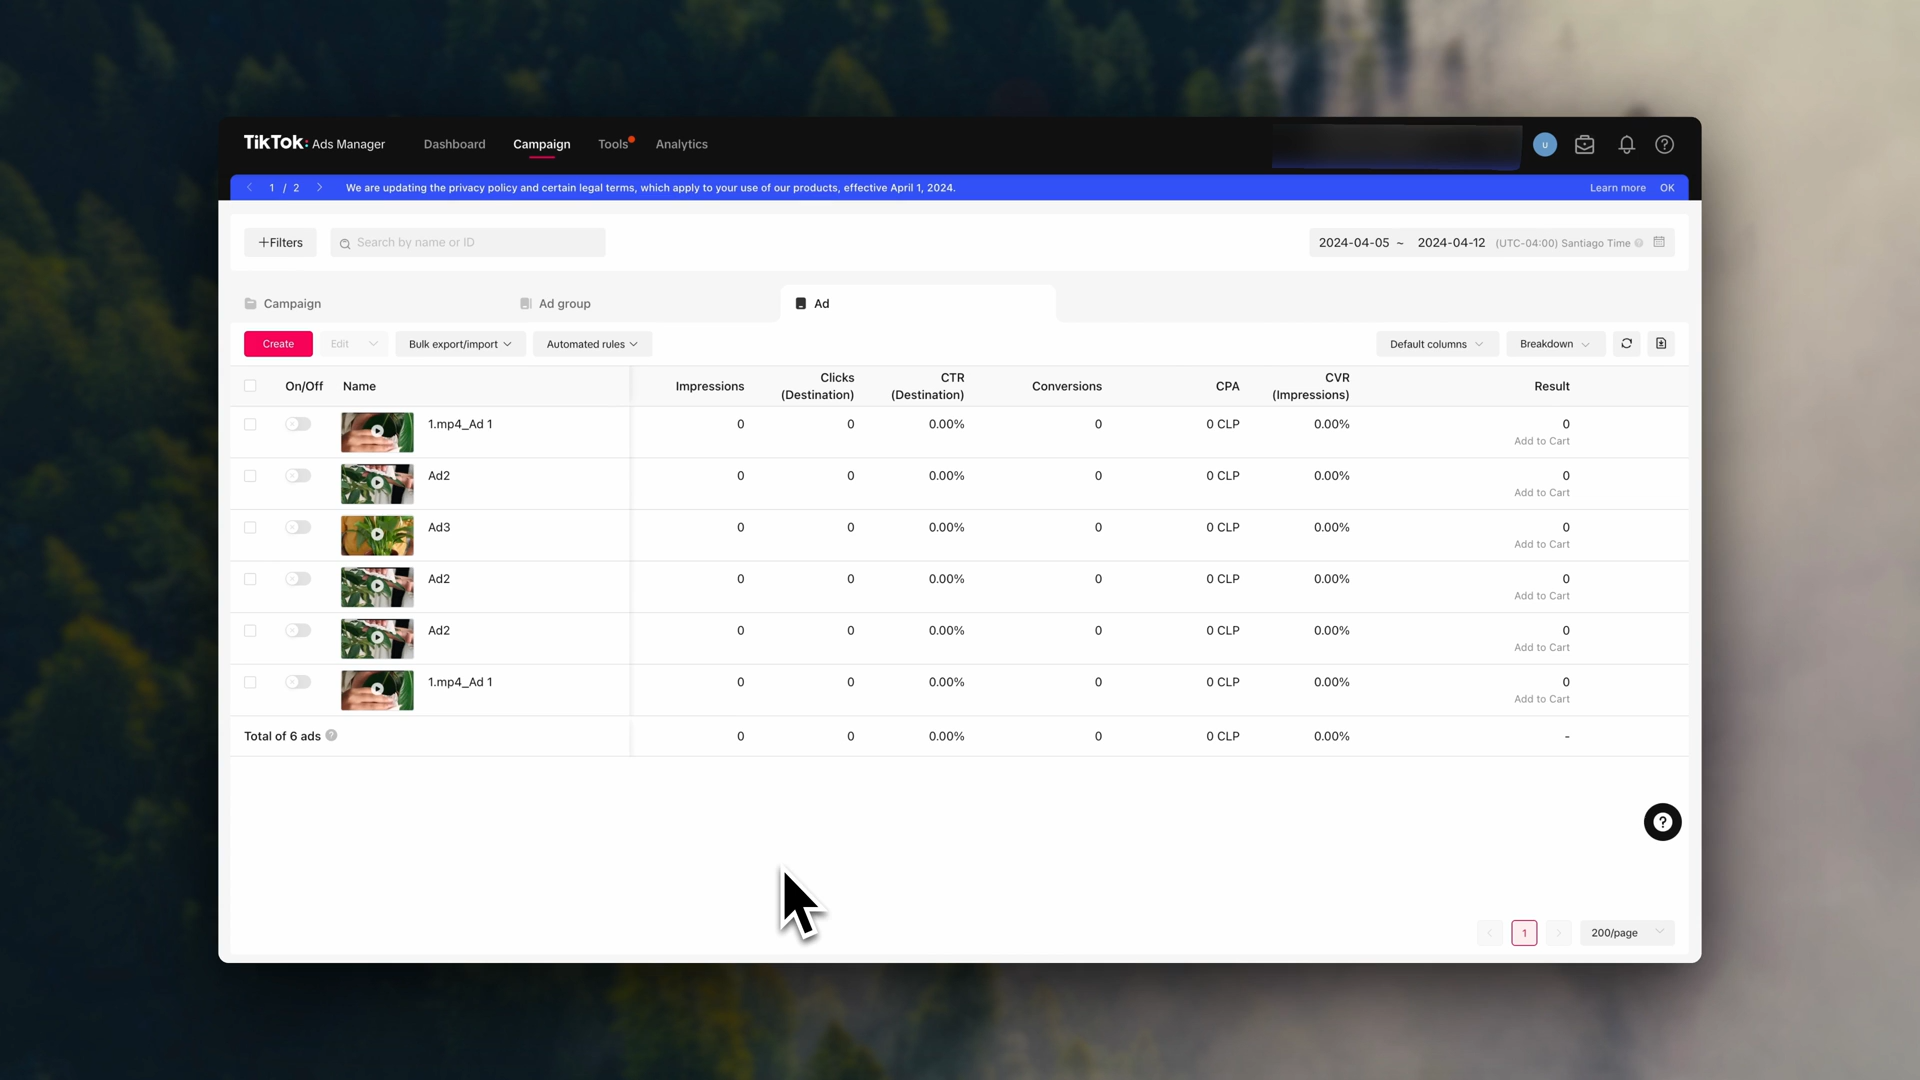 TikTok: Ads Manager Dashboard Campaign Tools Analytics U
1 / 2 We are updating the privacy policy and certain legal terms, which apply to your use of our products, effective April 1, 2024. Learn more OK
+Filters Search by name or ID 2024-04-05 ~ 2024-04-12 (UTC-04:00) Santiago Time
Campaign Ad group Ad
Create Edit Bulk export/import Automated rules Default columns Breakdown
On/Off Name Impressions Clicks (Destination) CTR (Destination) Conversions CPA CVR (Impressions) Result
1.mp4_Ad 1 0 0 0.00% 0 0 CLP 0.00% 0
Add to Cart
Ad2 0 0 0.00% 0 0 CLP 0.00% 0
Add to Cart
Ad3 0 0 0.00% 0 0 CLP 0.00% 0
Add to Cart
Ad2 0 0 0.00% 0 0 CLP 0.00% 0
Add to Cart
Ad2 0 0 0.00% 0 0 CLP 0.00% 0
Add to Cart
1.mp4_Ad 1 0 0 0.00% 0 0 CLP 0.00% 0
Add to Cart
Total of 6 ads ? 0 0 0.00% 0 0 CLP 0.00% -
1 200/page